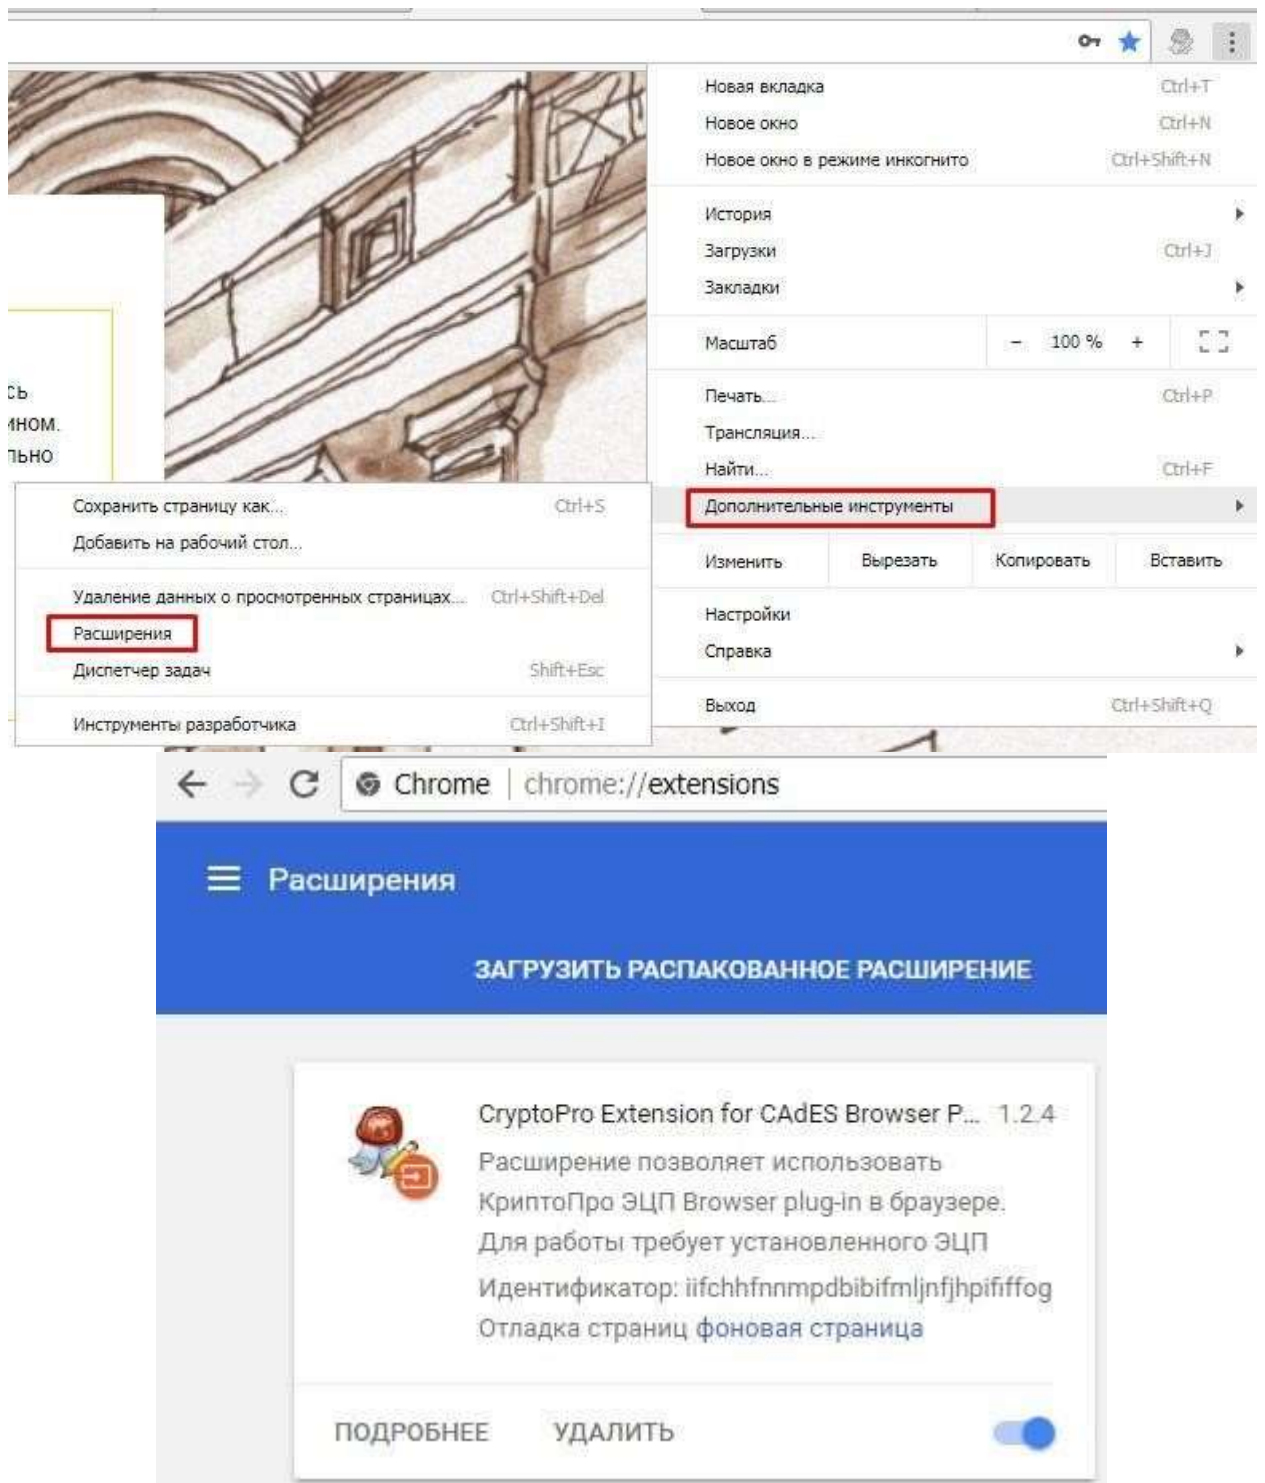 Новая вкладка Ctrl+T
Новое окно Ctrl+N
Новое окно в режиме инкогнито Ctrl+Shift+N
История
Загрузки Ctrl+J
Закладки
Масштаб - 100 % +
Печать... Ctrl+P
Трансляция...
Найти... Ctrl+F
Дополнительные инструменты
Изменить Вырезать Копировать Вставить
Настройки
Справка
Выход Ctrl+Shift+Q
сь
ином.
льно
Сохранить страницу как... Ctrl+S
Добавить на рабочий стол...
Удаление данных о просмотренных страницах... Ctrl+Shift+Del
Расширения
Диспетчер задач Shift+Esc
Инструменты разработчика Ctrl+Shift+I
Chrome | chrome://extensions
Расширения
ЗАГРУЗИТЬ РАСПАКОВАННОЕ РАСШИРЕНИЕ
CryptoPro Extension for CAdES Browser P... 1.2.4
Расширение позволяет использовать
КриптоПро ЭЦП Browser plug-in в браузере.
Для работы требует установленного ЭЦП
Идентификатор: iifchhfnnmpdbibifmljnfjhpififfog
Отладка страниц фоновая страница
ПОДРОБНЕЕ УДАЛИТЬ